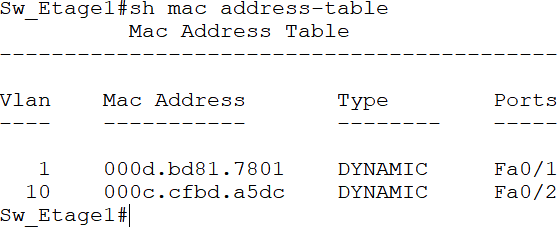 Sw_Etage1#sh mac address-table
Mac Address Table
-------------------------------------------
Vlan Mac Address Type Ports
---- ----------- -------- -----
1 000d.bd81.7801 DYNAMIC Fa0/1
10 000c.cfbd.a5dc DYNAMIC Fa0/2
Sw_Etage1#